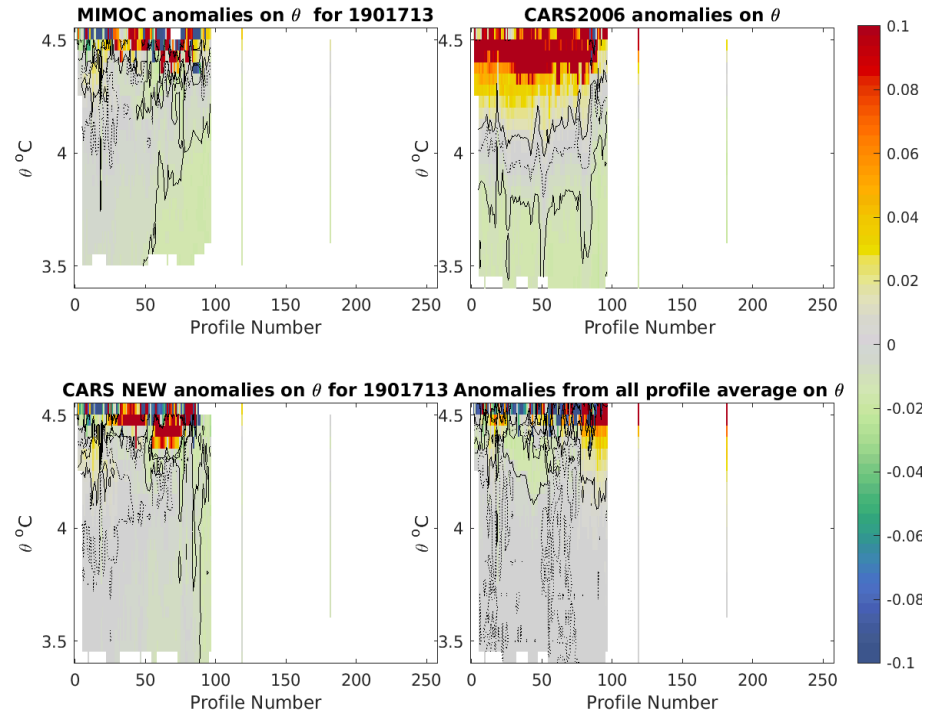 MIMOC anomalies on θ for 1901713
CARS2006 anomalies on θ
4.5
4
3.5
θ °C
0 50 100 150 200 250
Profile Number
4.5
4
3.5
θ °C
0 50 100 150 200 250
Profile Number
CARS NEW anomalies on θ for 1901713
Anomalies from all profile average on θ
4.5
4
3.5
θ °C
0 50 100 150 200 250
Profile Number
4.5
4
3.5
θ °C
0 50 100 150 200 250
Profile Number
0.1
0.08
0.06
0.04
0.02
0
-0.02
-0.04
-0.06
-0.08
-0.1